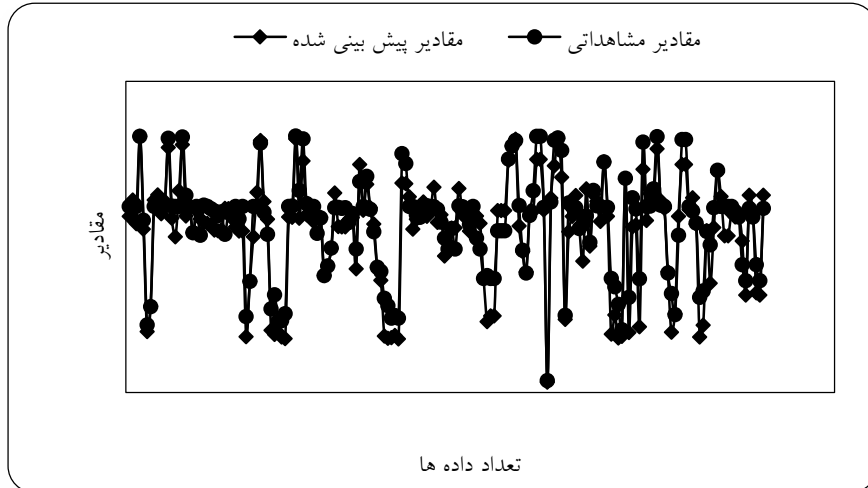 مقادیر مشاهداتی
مقادیر پیش بینی شده
مقادیر
تعداد داده ها